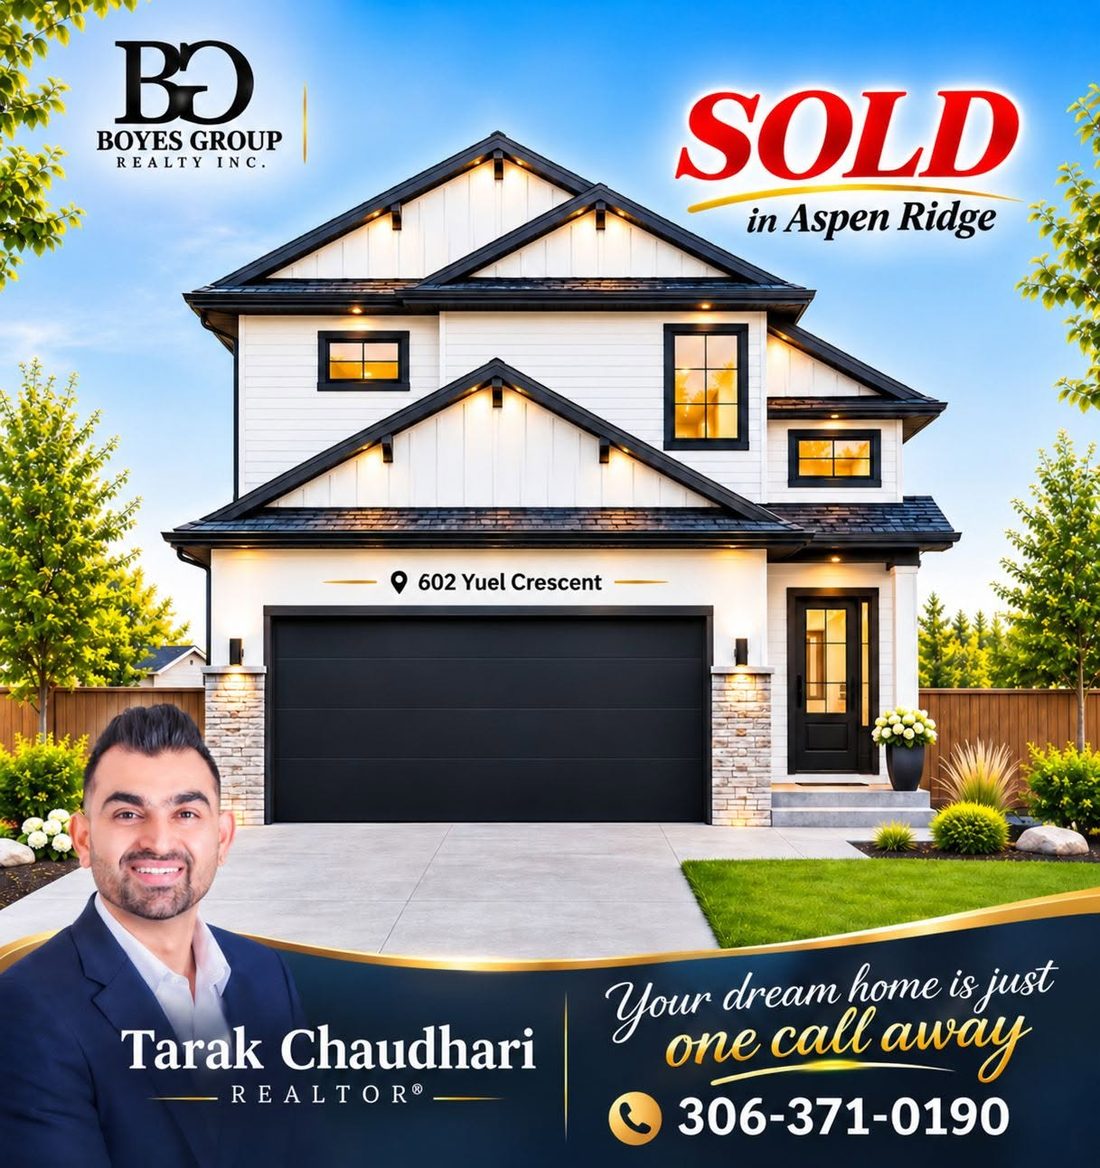 BG
BOYES GROUP
REALTY INC.
SOLD
in Aspen Ridge
602 Yuel Crescent
Tarak Chaudhari
REALTOR®
Your dream home is just
one call away
306-371-0190